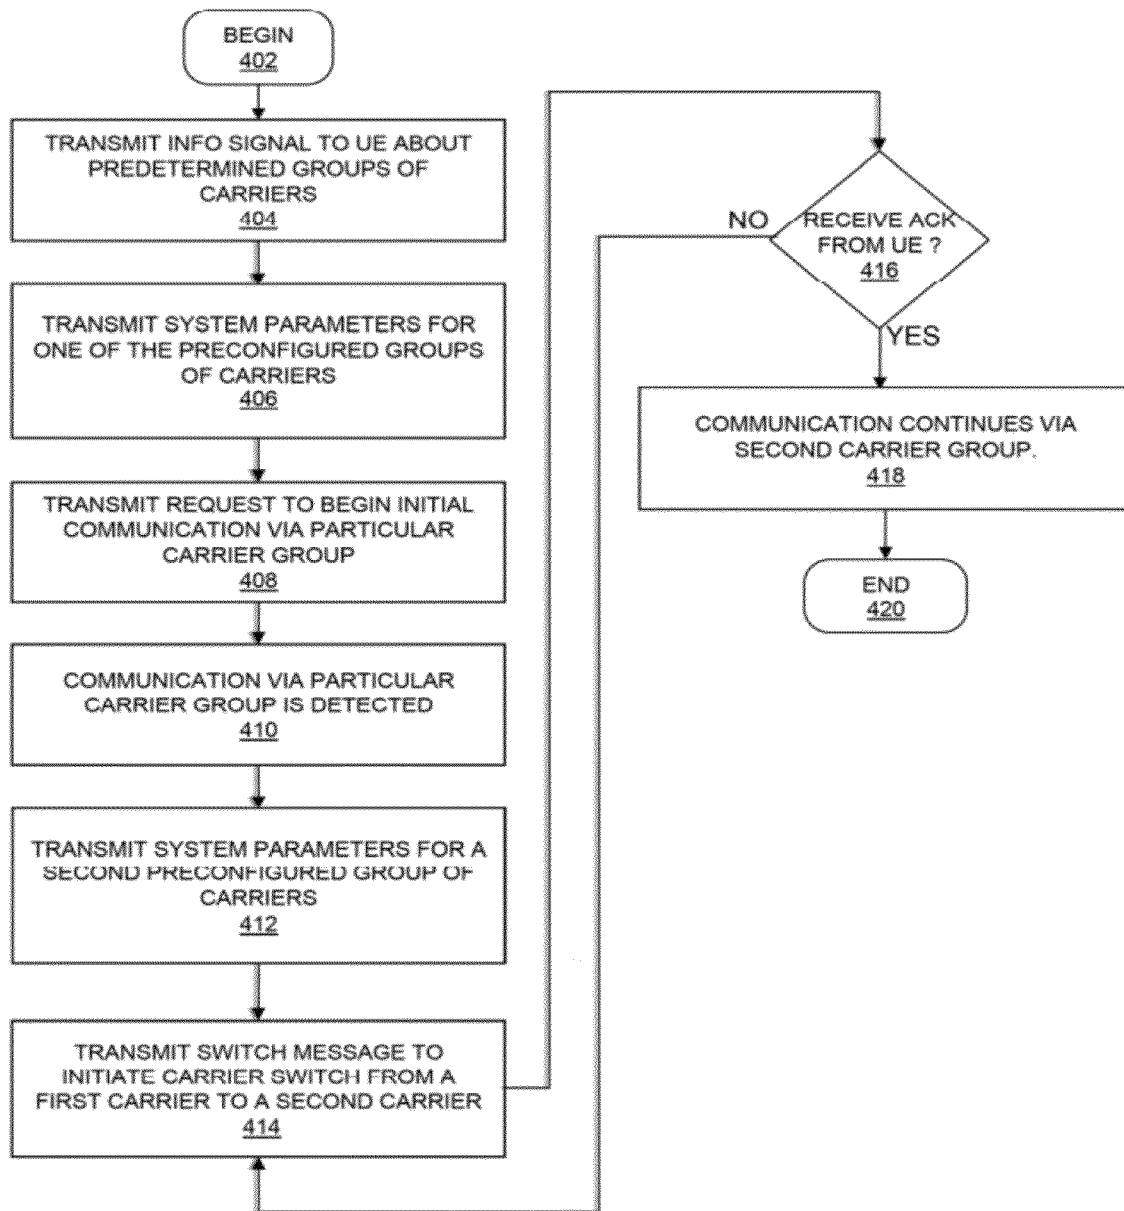 BEGIN
402
TRANSMIT INFO SIGNAL TO UE ABOUT
PREDETERMINED GROUPS OF
CARRIERS
404
TRANSMIT SYSTEM PARAMETERS FOR
ONE OF THE PRECONFIGURED GROUPS
OF CARRIERS
406
TRANSMIT REQUEST TO BEGIN INITIAL
COMMUNICATION VIA PARTICULAR
CARRIER GROUP
408
COMMUNICATION VIA PARTICULAR
CARRIER GROUP IS DETECTED
410
TRANSMIT SYSTEM PARAMETERS FOR A
SECOND PRECONFIGURED GROUP OF
CARRIERS
412
TRANSMIT SWITCH MESSAGE TO
INITIATE CARRIER SWITCH FROM A
FIRST CARRIER TO A SECOND CARRIER
414
NO
RECEIVE ACK
FROM UE ?
416
YES
COMMUNICATION CONTINUES VIA
SECOND CARRIER GROUP.
418
END
420